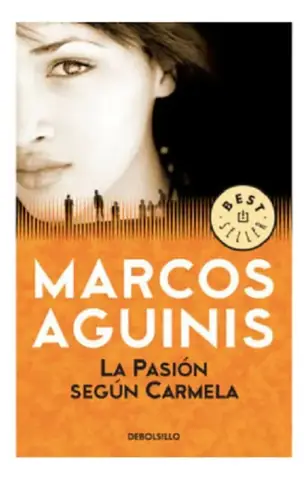 BEST
SELLER
MARCOS
AGUINIS
LA PASIÓN
SEGÚN CARMELA
DEBOLSILLO